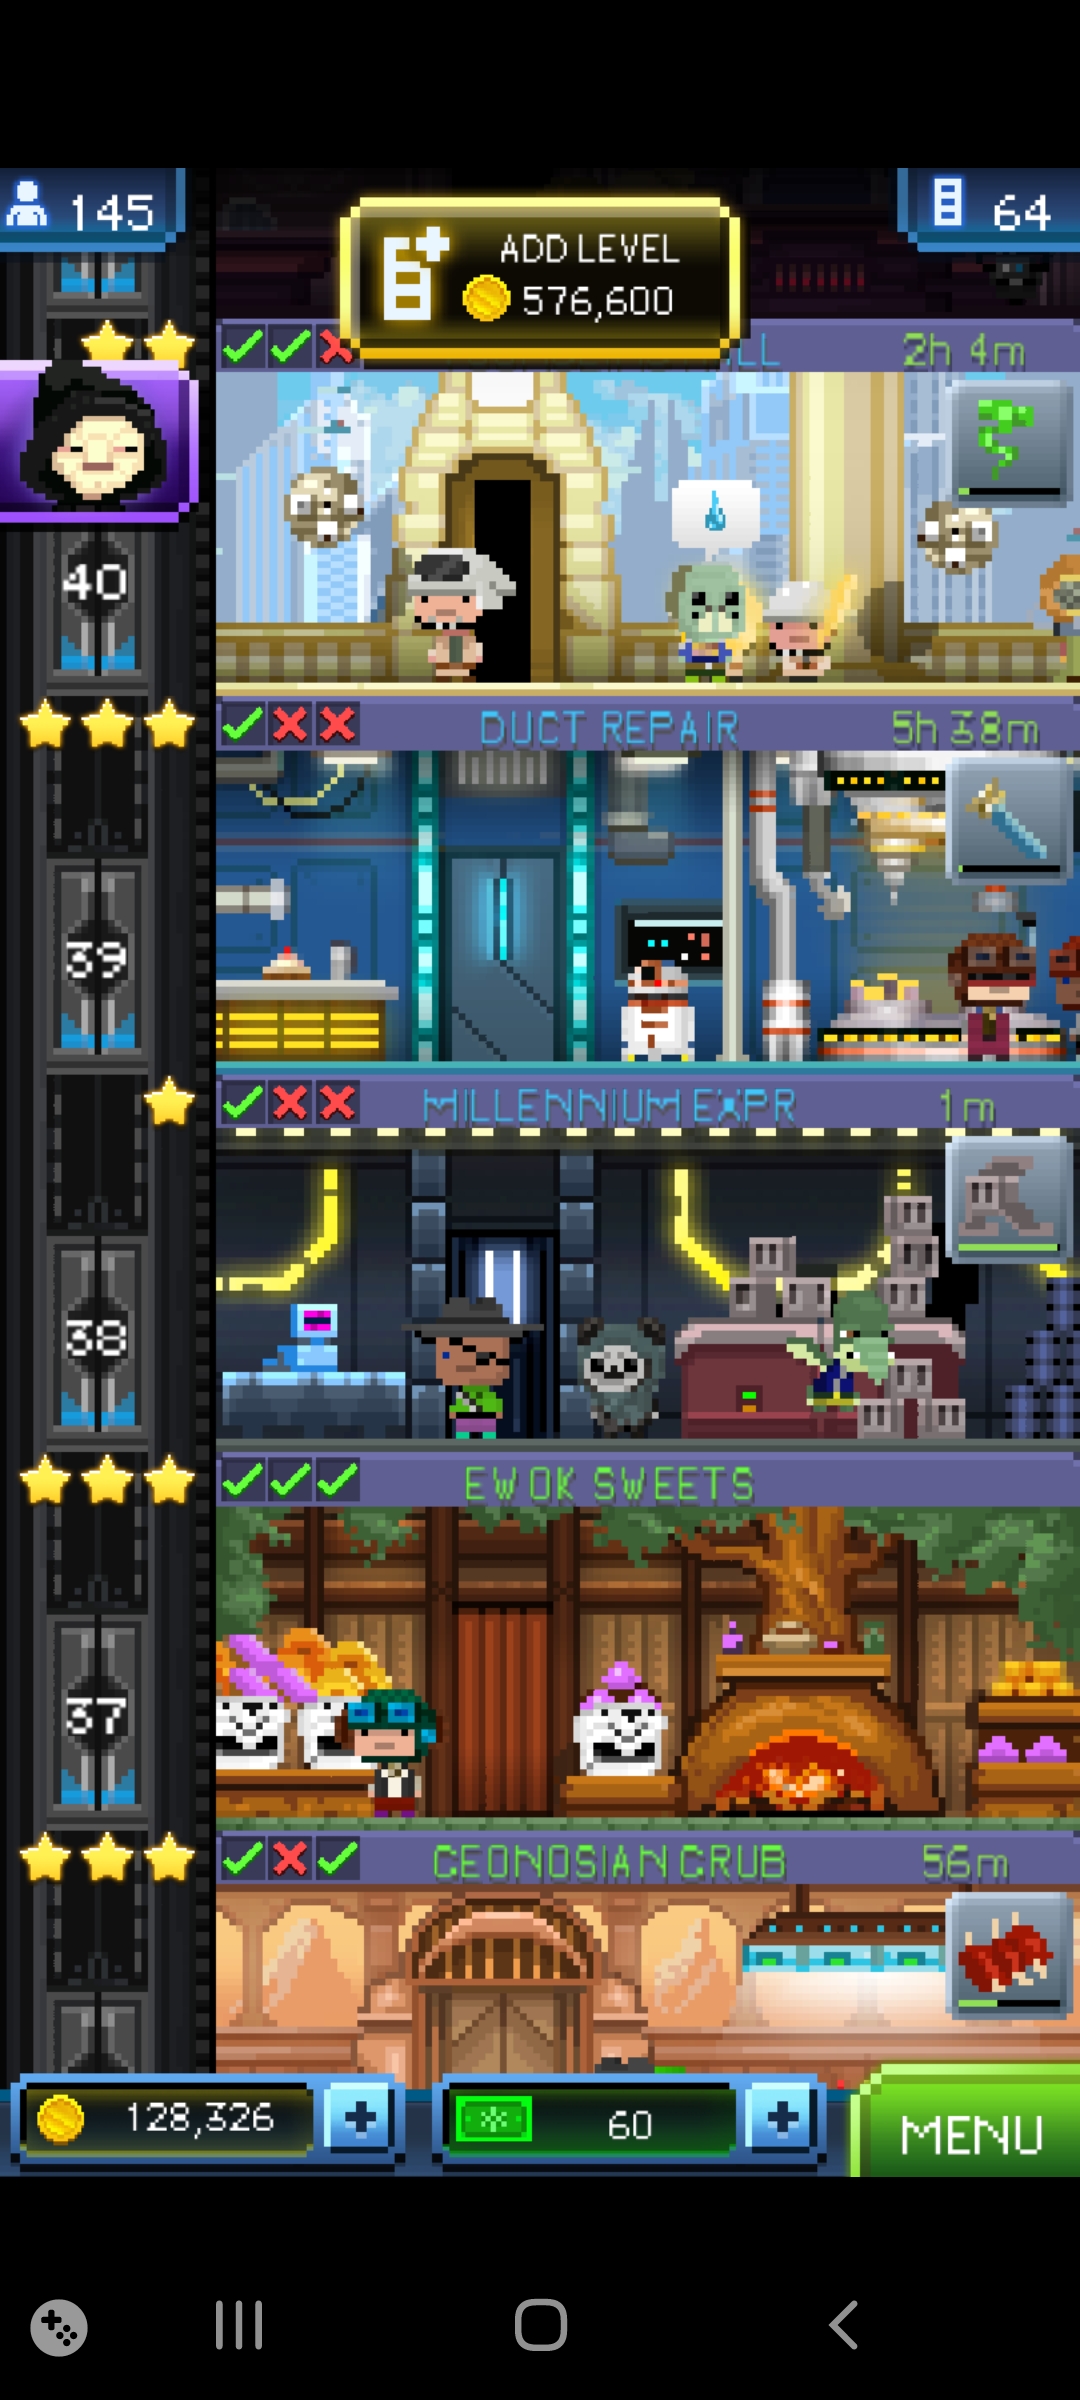 145
ADD LEVEL
576,600
64
LL
2h 4m
40
DUCT REPAIR
5h 38m
39
MILLENNIUM EXPR
1m
38
EWOK SWEETS
37
GEONOSIAN GRUB
56m
128,326
60
MENU